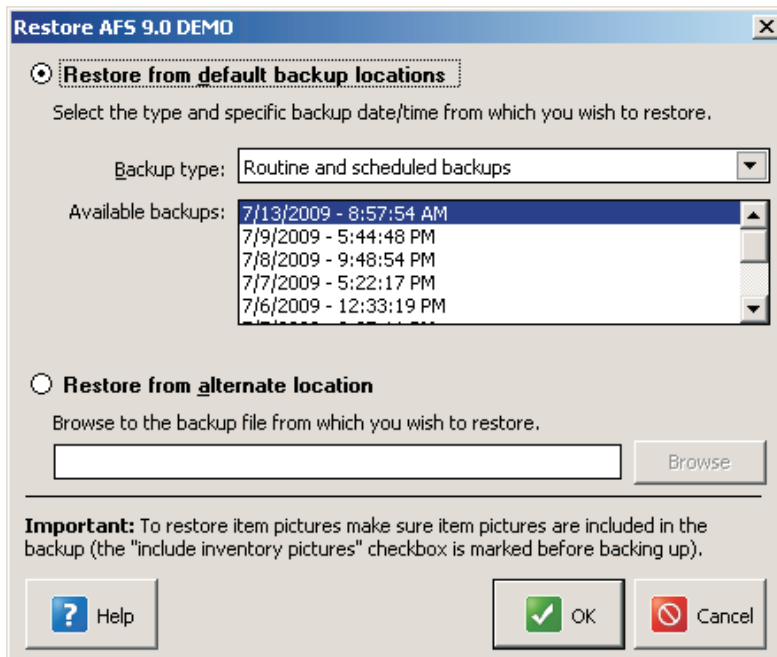 Restore AFS 9.0 DEMO
Restore from default backup locations
Select the type and specific backup date/time from which you wish to restore.
Backup type: Routine and scheduled backups
Available backups: 7/13/2009 - 8:57:54 AM
7/9/2009 - 5:44:48 PM
7/8/2009 - 9:48:54 PM
7/7/2009 - 5:22:17 PM
7/6/2009 - 12:33:19 PM
Restore from alternate location
Browse to the backup file from which you wish to restore.
Browse
Important: To restore item pictures make sure item pictures are included in the
backup (the "include inventory pictures" checkbox is marked before backing up).
? Help OK Cancel